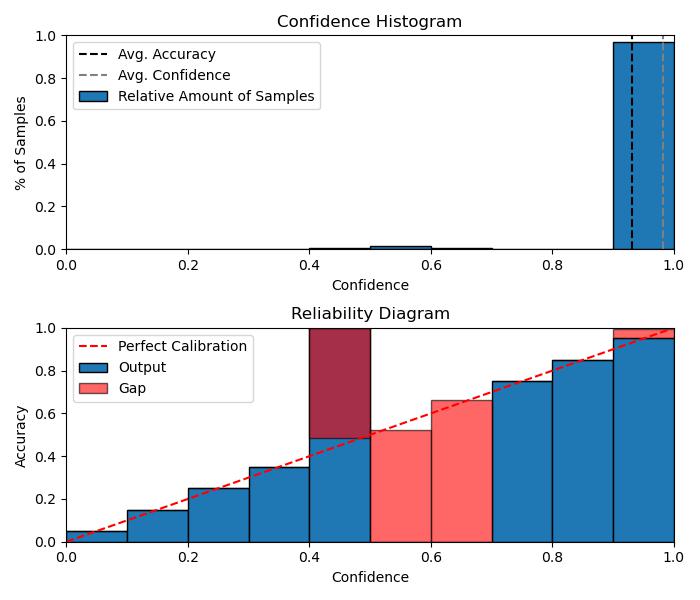 Confidence Histogram
1.0
0.8
0.6
0.4
0.2
0.0
% of Samples
Avg. Accuracy
Avg. Confidence
Relative Amount of Samples
0.0 0.2 0.4 0.6 0.8 1.0
Confidence
Reliability Diagram
1.0
0.8
0.6
0.4
0.2
0.0
Accuracy
Perfect Calibration
Output
Gap
0.0 0.2 0.4 0.6 0.8 1.0
Confidence